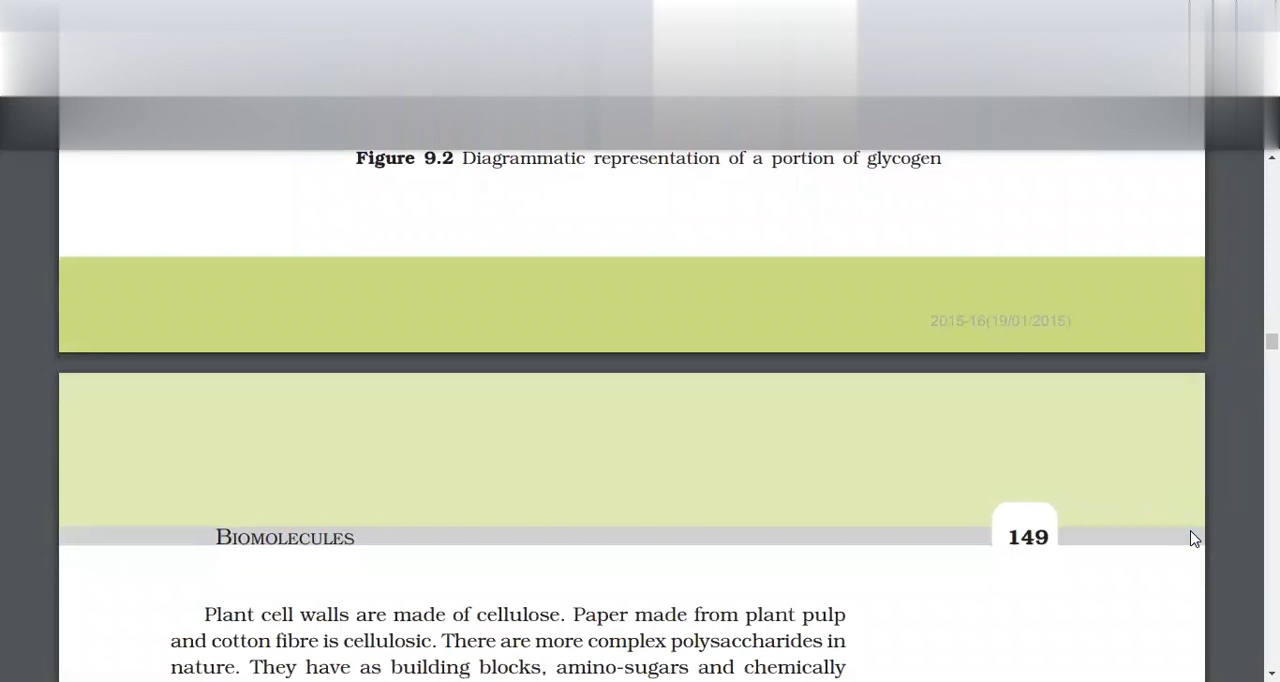 Figure 9.2 Diagrammatic representation of a portion of glycogen
2015-16(19/01/2015)
BIOMOLECULES
149
Plant cell walls are made of cellulose. Paper made from plant pulp
and cotton fibre is cellulosic. There are more complex polysaccharides in
nature. They have as building blocks, amino-sugars and chemically